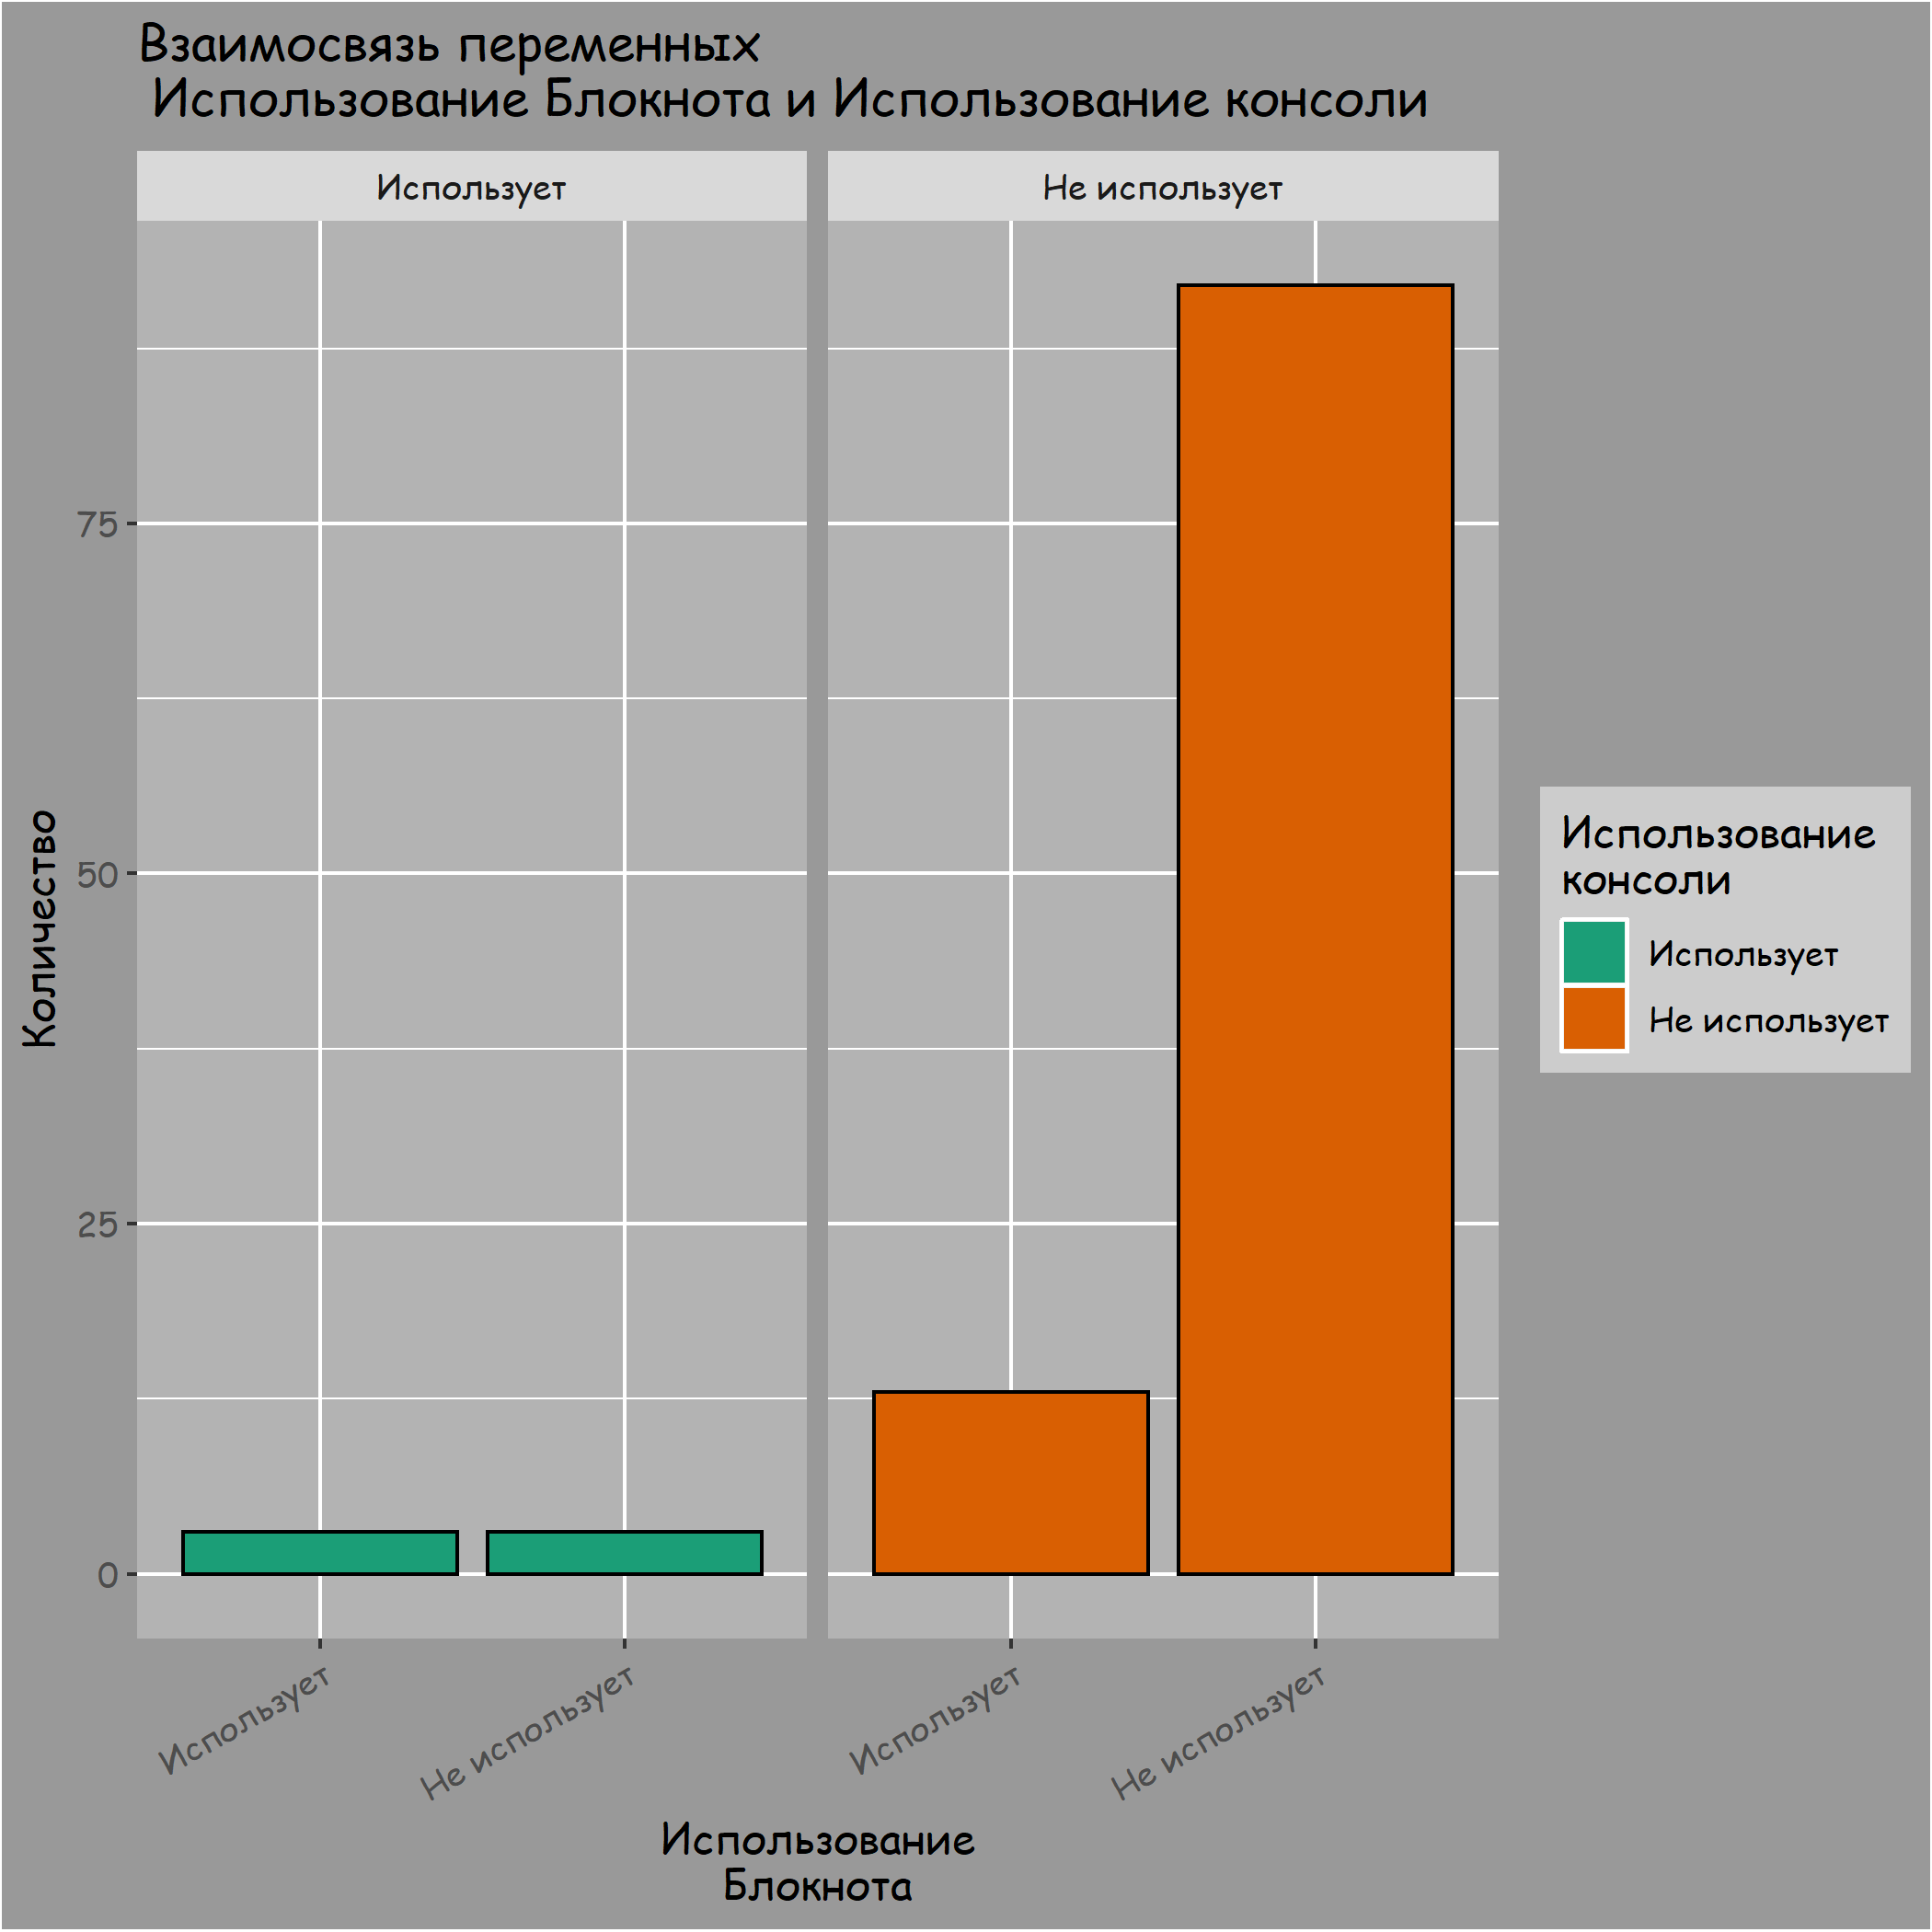 Взаимосвязь переменных
Использование Блокнота и Использование консоли
Использует
Не использует
Количество
75
50
25
0
Использует
Не использует
Использует
Не использует
Использование
Блокнота
Использование
консоли
Использует
Не использует